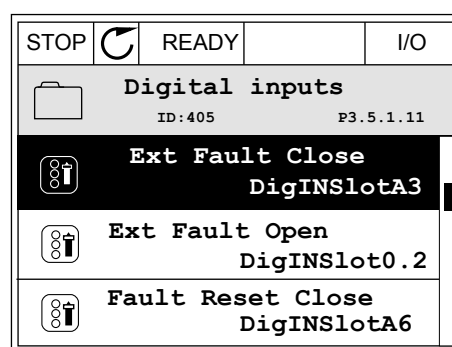 STOP READY I/O
Digital inputs
ID:405 P3.5.1.11
Ext Fault Close
DigINSlotA3
Ext Fault Open
DigINSlot0.2
Fault Reset Close
DigINSlotA6